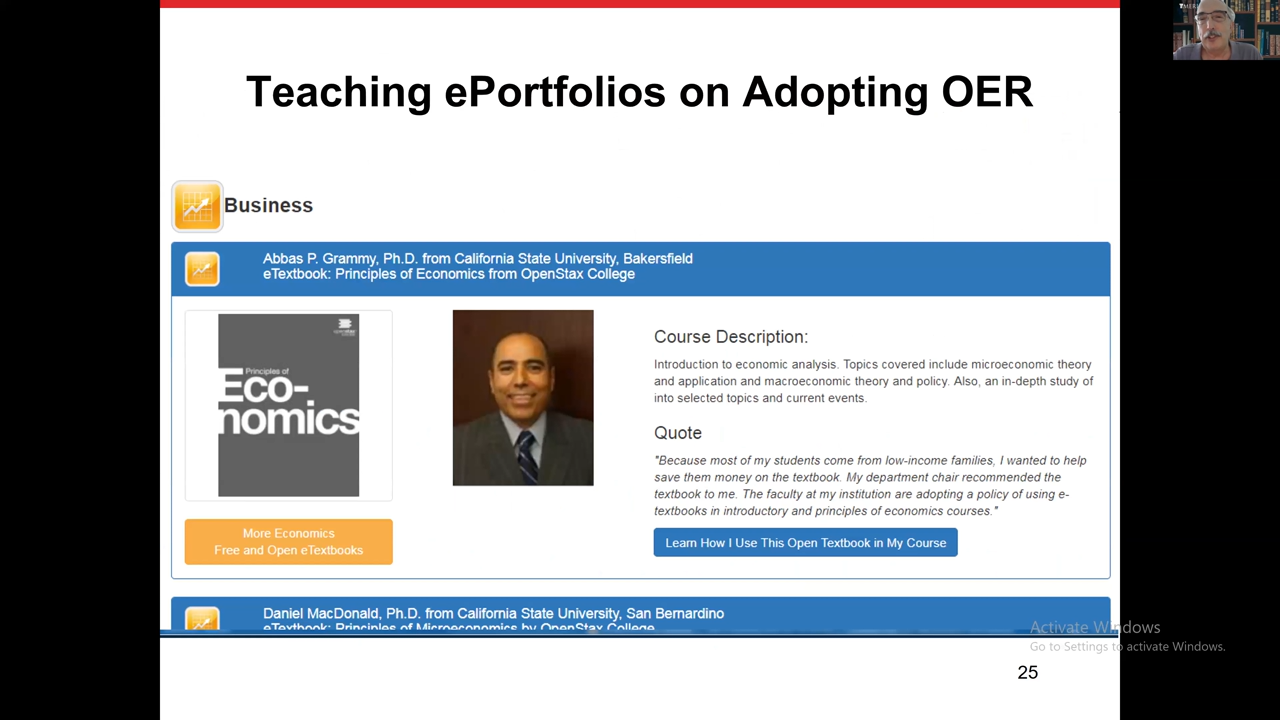 Teaching ePortfolios on Adopting OER
Business
Abbas P. Grammy, Ph.D. from California State University, Bakersfield
eTextbook: Principles of Economics from OpenStax College
Principles of
Eco-
nomics
Course Description:
Introduction to economic analysis. Topics covered include microeconomic theory
and application and macroeconomic theory and policy. Also, an in-depth study of
into selected topics and current events.
Quote
"Because most of my students come from low-income families, I wanted to help
save them money on the textbook. My department chair recommended the
textbook to me. The faculty at my institution are adopting a policy of using e-
textbooks in introductory and principles of economics courses."
More Economics
Free and Open eTextbooks
Learn How I Use This Open Textbook in My Course
Daniel MacDonald, Ph.D. from California State University, San Bernardino
eTextbook: Principles of Microeconomics by OpenStax College
Activate Windows
Go to Settings to activate Windows.
25